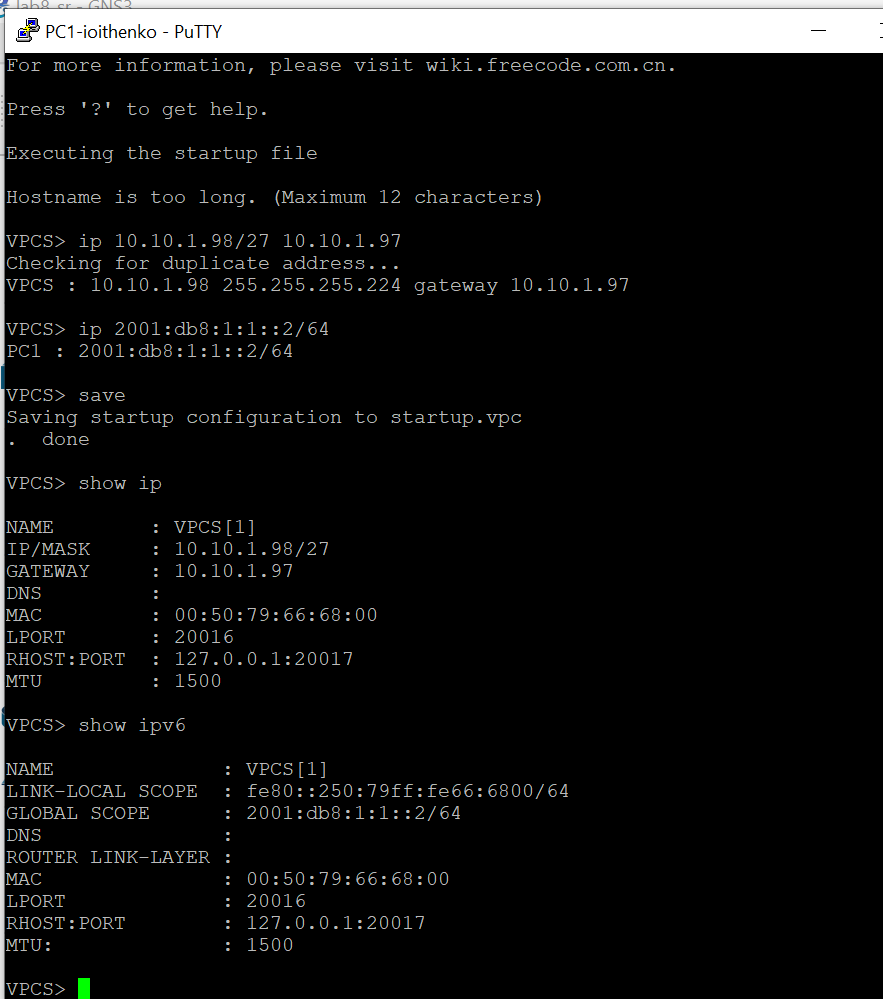 lab8_sr - GNS3
PC1-ioithenko - PuTTY
For more information, please visit wiki.freecode.com.cn.
Press '?' to get help.
Executing the startup file
Hostname is too long. (Maximum 12 characters)
VPCS> ip 10.10.1.98/27 10.10.1.97
Checking for duplicate address...
VPCS : 10.10.1.98 255.255.255.224 gateway 10.10.1.97
VPCS> ip 2001:db8:1:1::2/64
PC1 : 2001:db8:1:1::2/64
VPCS> save
Saving startup configuration to startup.vpc
.  done
VPCS> show ip
NAME        : VPCS[1]
IP/MASK     : 10.10.1.98/27
GATEWAY     : 10.10.1.97
DNS         :
MAC         : 00:50:79:66:68:00
LPORT       : 20016
RHOST:PORT  : 127.0.0.1:20017
MTU         : 1500
VPCS> show ipv6
NAME              : VPCS[1]
LINK-LOCAL SCOPE  : fe80::250:79ff:fe66:6800/64
GLOBAL SCOPE      : 2001:db8:1:1::2/64
DNS               :
ROUTER LINK-LAYER :
MAC               : 00:50:79:66:68:00
LPORT             : 20016
RHOST:PORT        : 127.0.0.1:20017
MTU:              : 1500
VPCS>